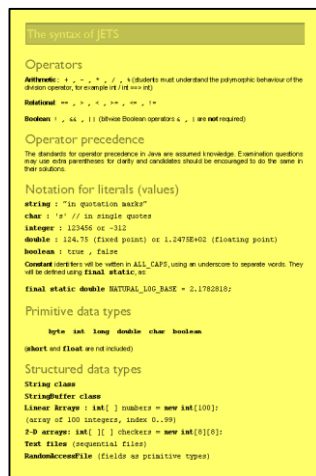 The syntax of JETS
Operators
Arithmetic: + , - , * , / , % (students must understand the polymorphic behaviour of the
division operator, for example int / int ==> int)
Relational: == , > , < , >= , <= , !=
Boolean: ! , && , || (bitwise Boolean operators & , | are not required)
Operator precedence
The standards for operator precedence in Java are assumed knowledge. Examination questions
may use extra parentheses for clarity and candidates should be encouraged to do the same in
their solutions.
Notation for literals (values)
string : "in quotation marks"
char : 's' // in single quotes
integer : 123456 or -312
double : 124.75 (fixed point) or 1.2475E+02 (floating point)
boolean : true , false
Constant identifiers will be written in ALL_CAPS, using an underscore to separate words. They
will be defined using final static, as:
final static double NATURAL_LOG_BASE = 2.1782818;
Primitive data types
byte int long double char boolean
(short and float are not included)
Structured data types
String class
StringBuffer class
Linear Arrays : int[ ] numbers = new int[100];
(array of 100 integers, index 0..99)
2-D arrays: int[ ][ ] checkers = new int[8][8];
Text files (sequential files)
RandomAccessFile (fields as primitive types)